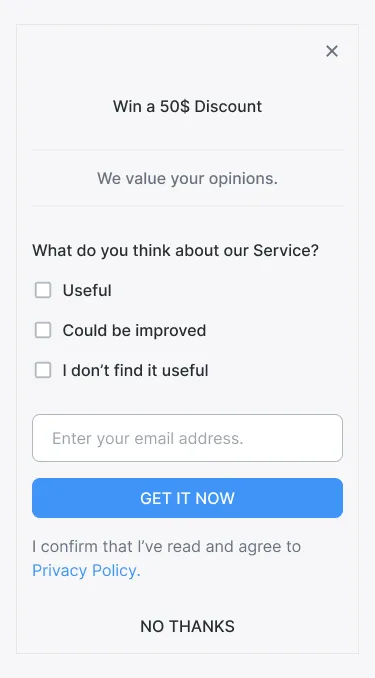 Win a 50$ Discount
We value your opinions.
What do you think about our Service?
Useful
Could be improved
I don’t find it useful
Enter your email address.
GET IT NOW
I confirm that I’ve read and agree to
Privacy Policy.
NO THANKS